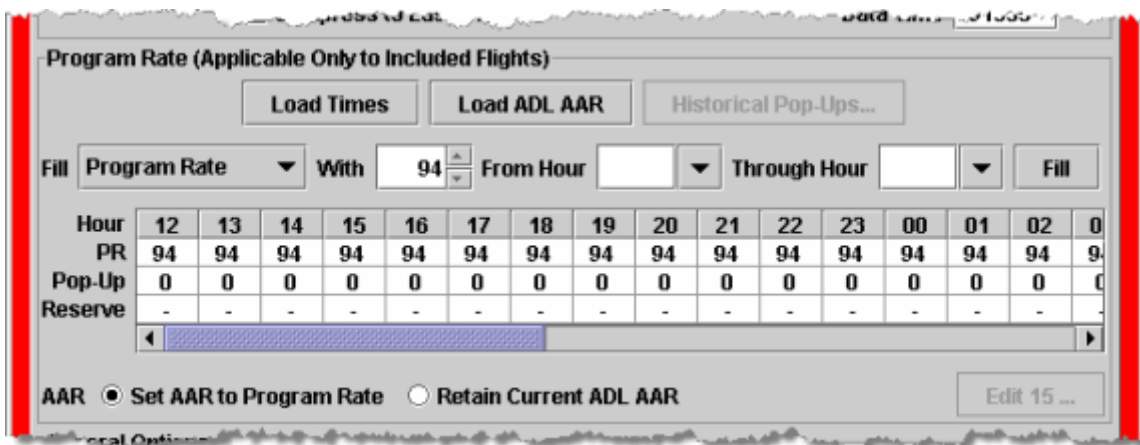 Program Rate (Applicable Only to Included Flights)
Load Times Load ADL AAR Historical Pop-Ups...
Fill Program Rate With 94 From Hour Through Hour Fill
Hour 12 13 14 15 16 17 18 19 20 21 22 23 00 01 02 0
PR 94 94 94 94 94 94 94 94 94 94 94 94 94 94 94 9
Pop-Up 0 0 0 0 0 0 0 0 0 0 0 0 0 0 0
Reserve - - - - - - - - - - - - - - - -
AAR Set AAR to Program Rate Retain Current ADL AAR Edit 15 ...